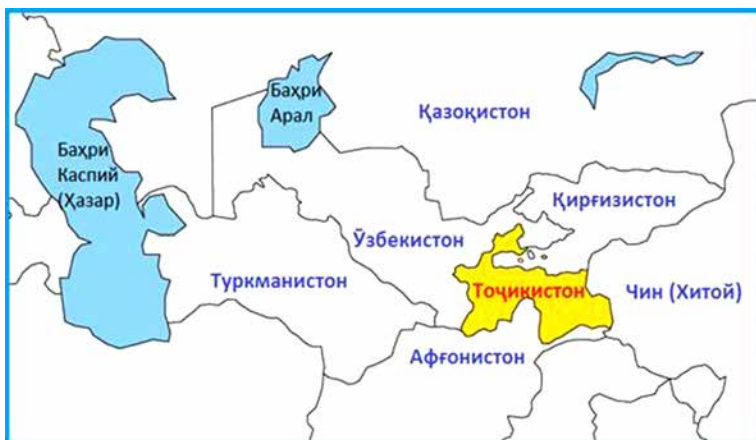 Баҳри
Арал
Қазоқистон
Баҳри
Каспий
(Ҳазар)
Қирғизистон
Ӯзбекистон
Туркманистон
Тоҷикистон
Чин (Хитой)
Афғонистон